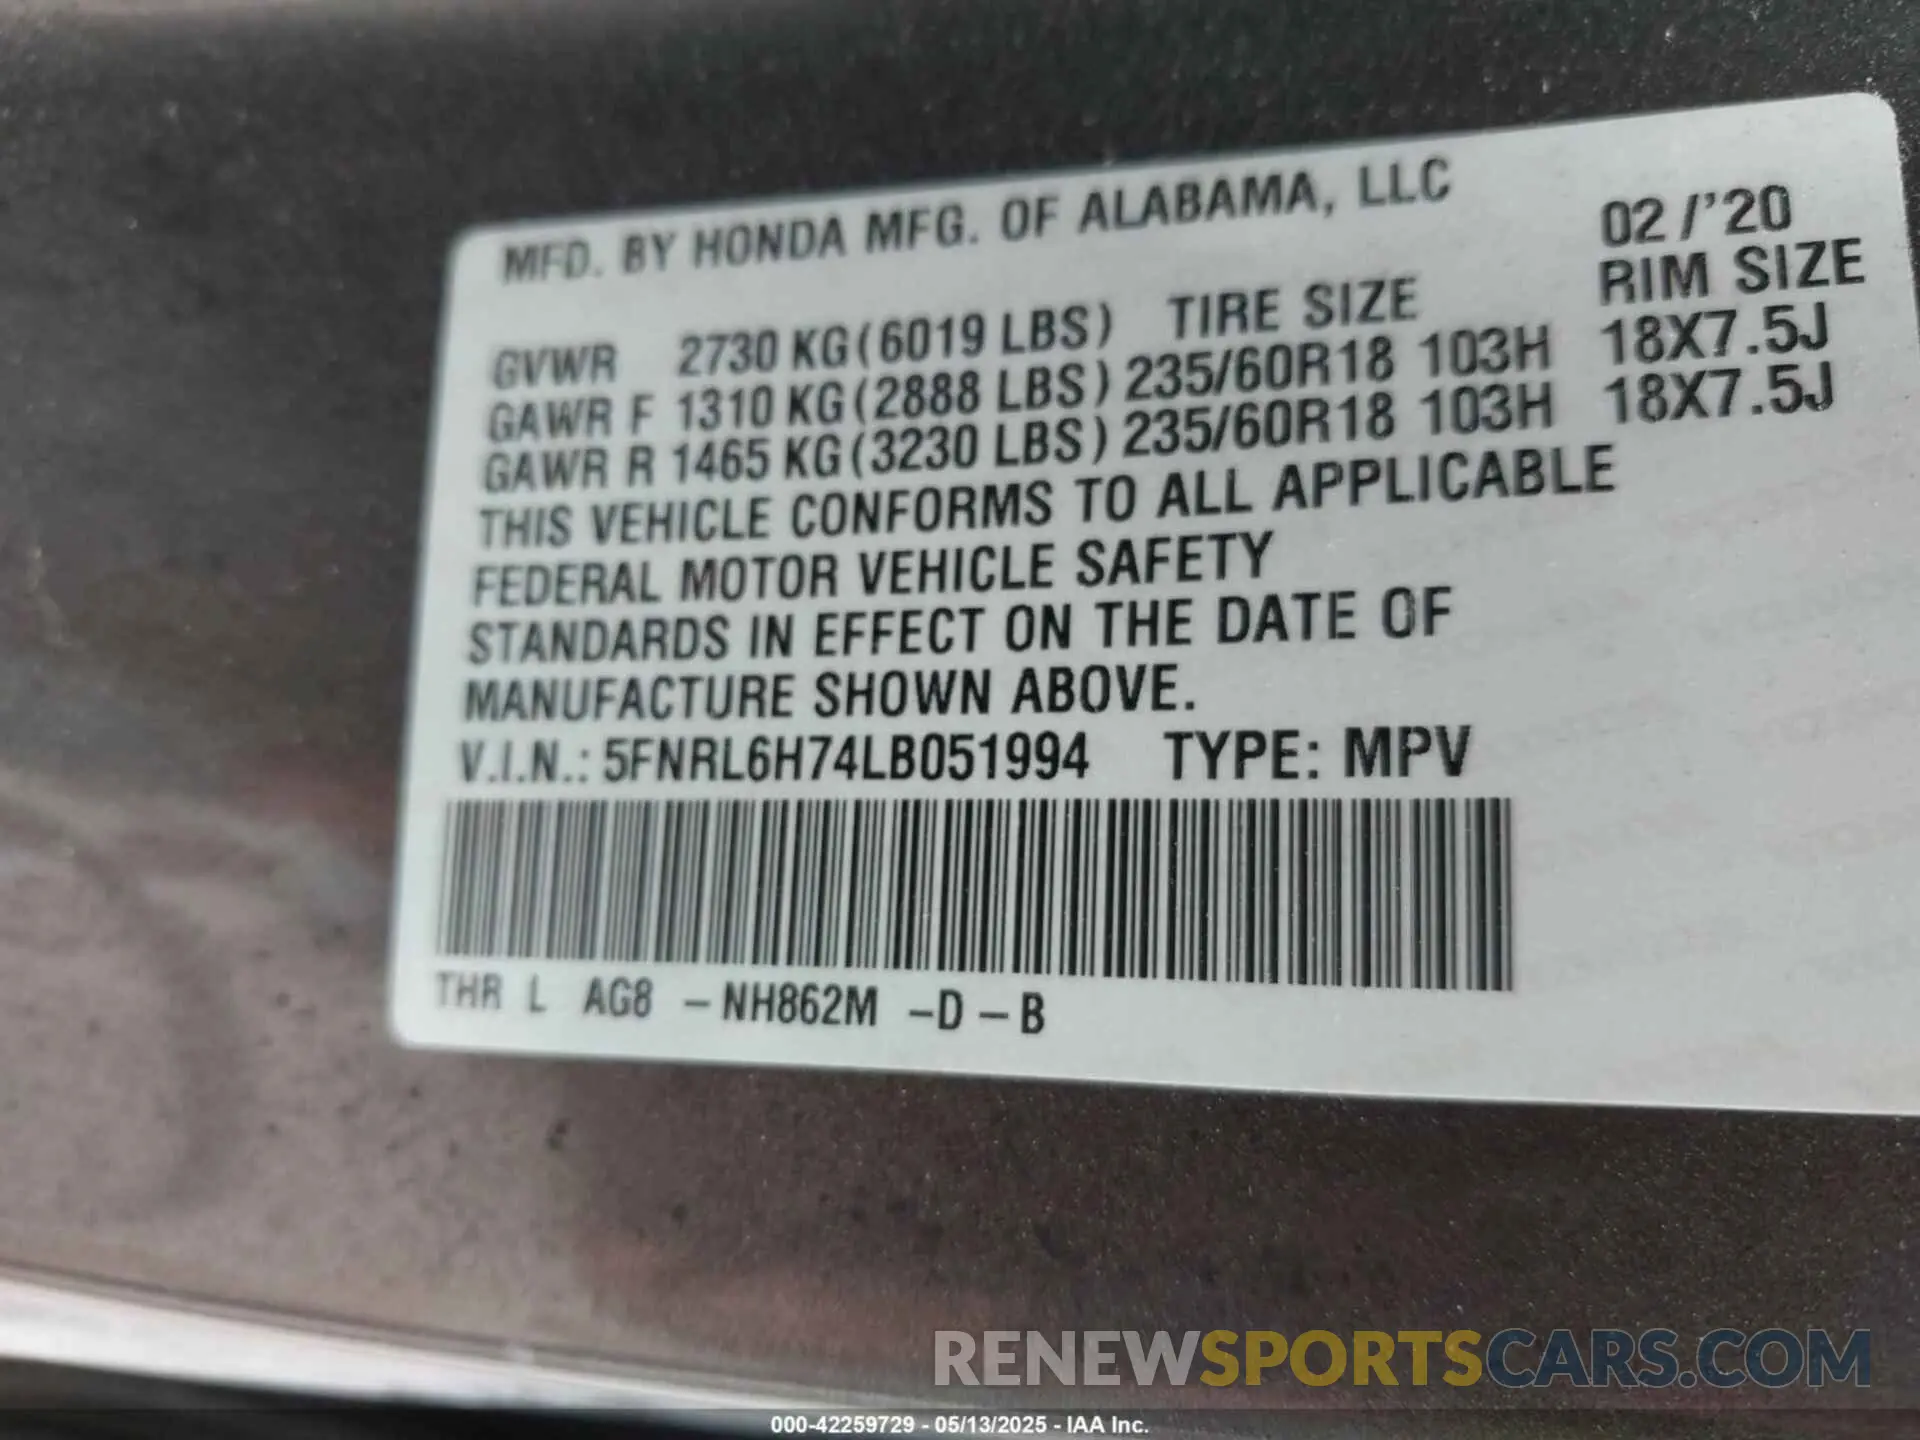 MFD. BY HONDA MFG. OF ALABAMA, LLC 02/'20
GVWR 2730 KG(6019 LBS) TIRE SIZE RIM SIZE
GAWR F 1310 KG(2888 LBS) 235/60R18 103H 18X7.5J
GAWR R 1465 KG(3230 LBS) 235/60R18 103H 18X7.5J
THIS VEHICLE CONFORMS TO ALL APPLICABLE
FEDERAL MOTOR VEHICLE SAFETY
STANDARDS IN EFFECT ON THE DATE OF
MANUFACTURE SHOWN ABOVE.
V.I.N.: 5FNRL6H74LB051994 TYPE: MPV
THR L AG8 -NH862M -D-B
RENEWSPORTSCARS.COM
000-42259729 - 05/13/2025 - IAA Inc.